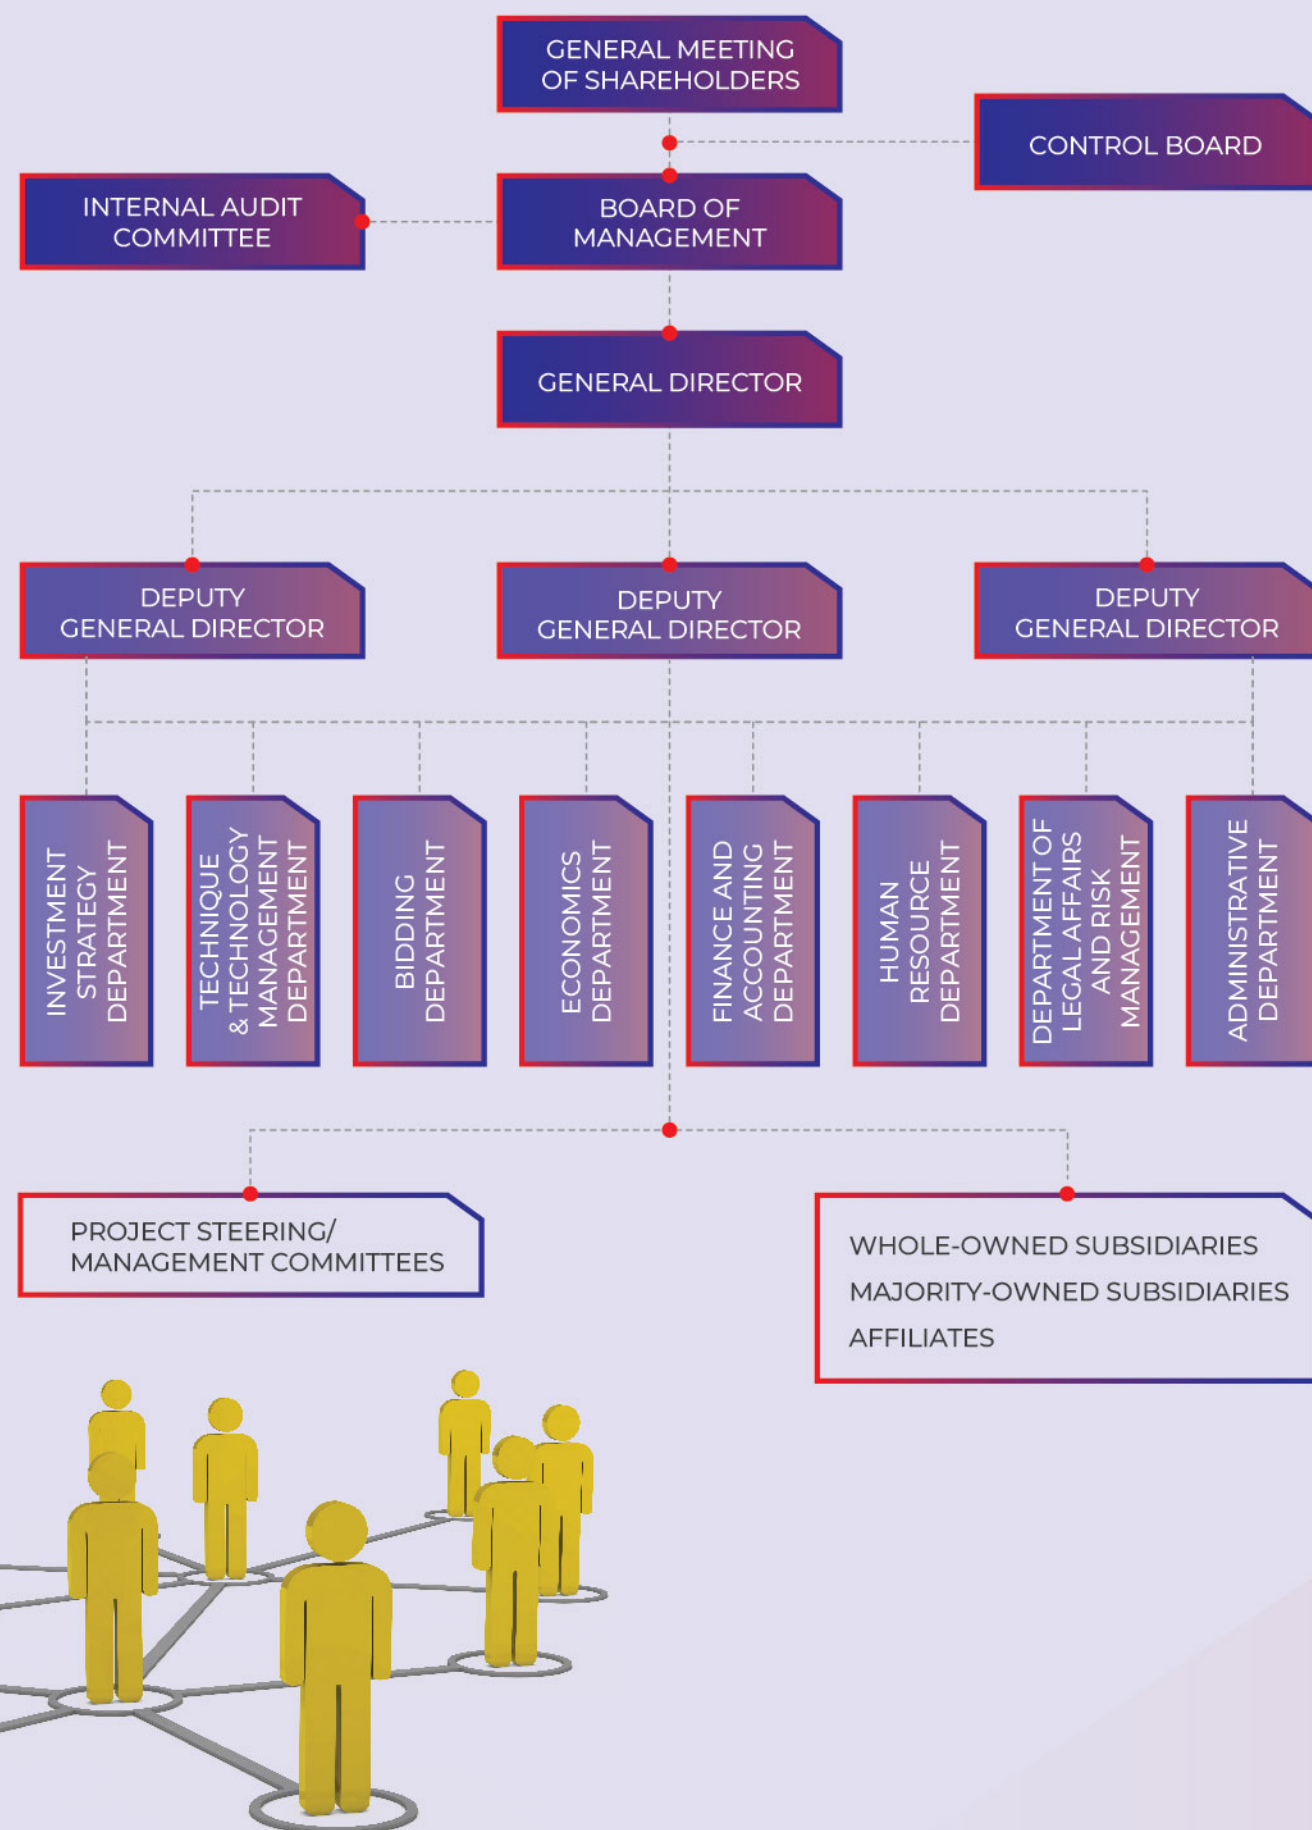 GENERAL MEETING
OF SHAREHOLDERS
CONTROL BOARD
INTERNAL AUDIT
COMMITTEE
BOARD OF
MANAGEMENT
GENERAL DIRECTOR
DEPUTY
GENERAL DIRECTOR
DEPUTY
GENERAL DIRECTOR
DEPUTY
GENERAL DIRECTOR
INVESTMENT
STRATEGY
DEPARTMENT
TECHNIQUE
& TECHNOLOGY
MANAGEMENT
DEPARTMENT
BIDDING
DEPARTMENT
ECONOMICS
DEPARTMENT
FINANCE AND
ACCOUNTING
DEPARTMENT
HUMAN
RESOURCE
DEPARTMENT
DEPARTMENT OF
LEGAL AFFAIRS
AND RISK
MANAGEMENT
ADMINISTRATIVE
DEPARTMENT
PROJECT STEERING/
MANAGEMENT COMMITTEES
WHOLE-OWNED SUBSIDIARIES
MAJORITY-OWNED SUBSIDIARIES
AFFILIATES